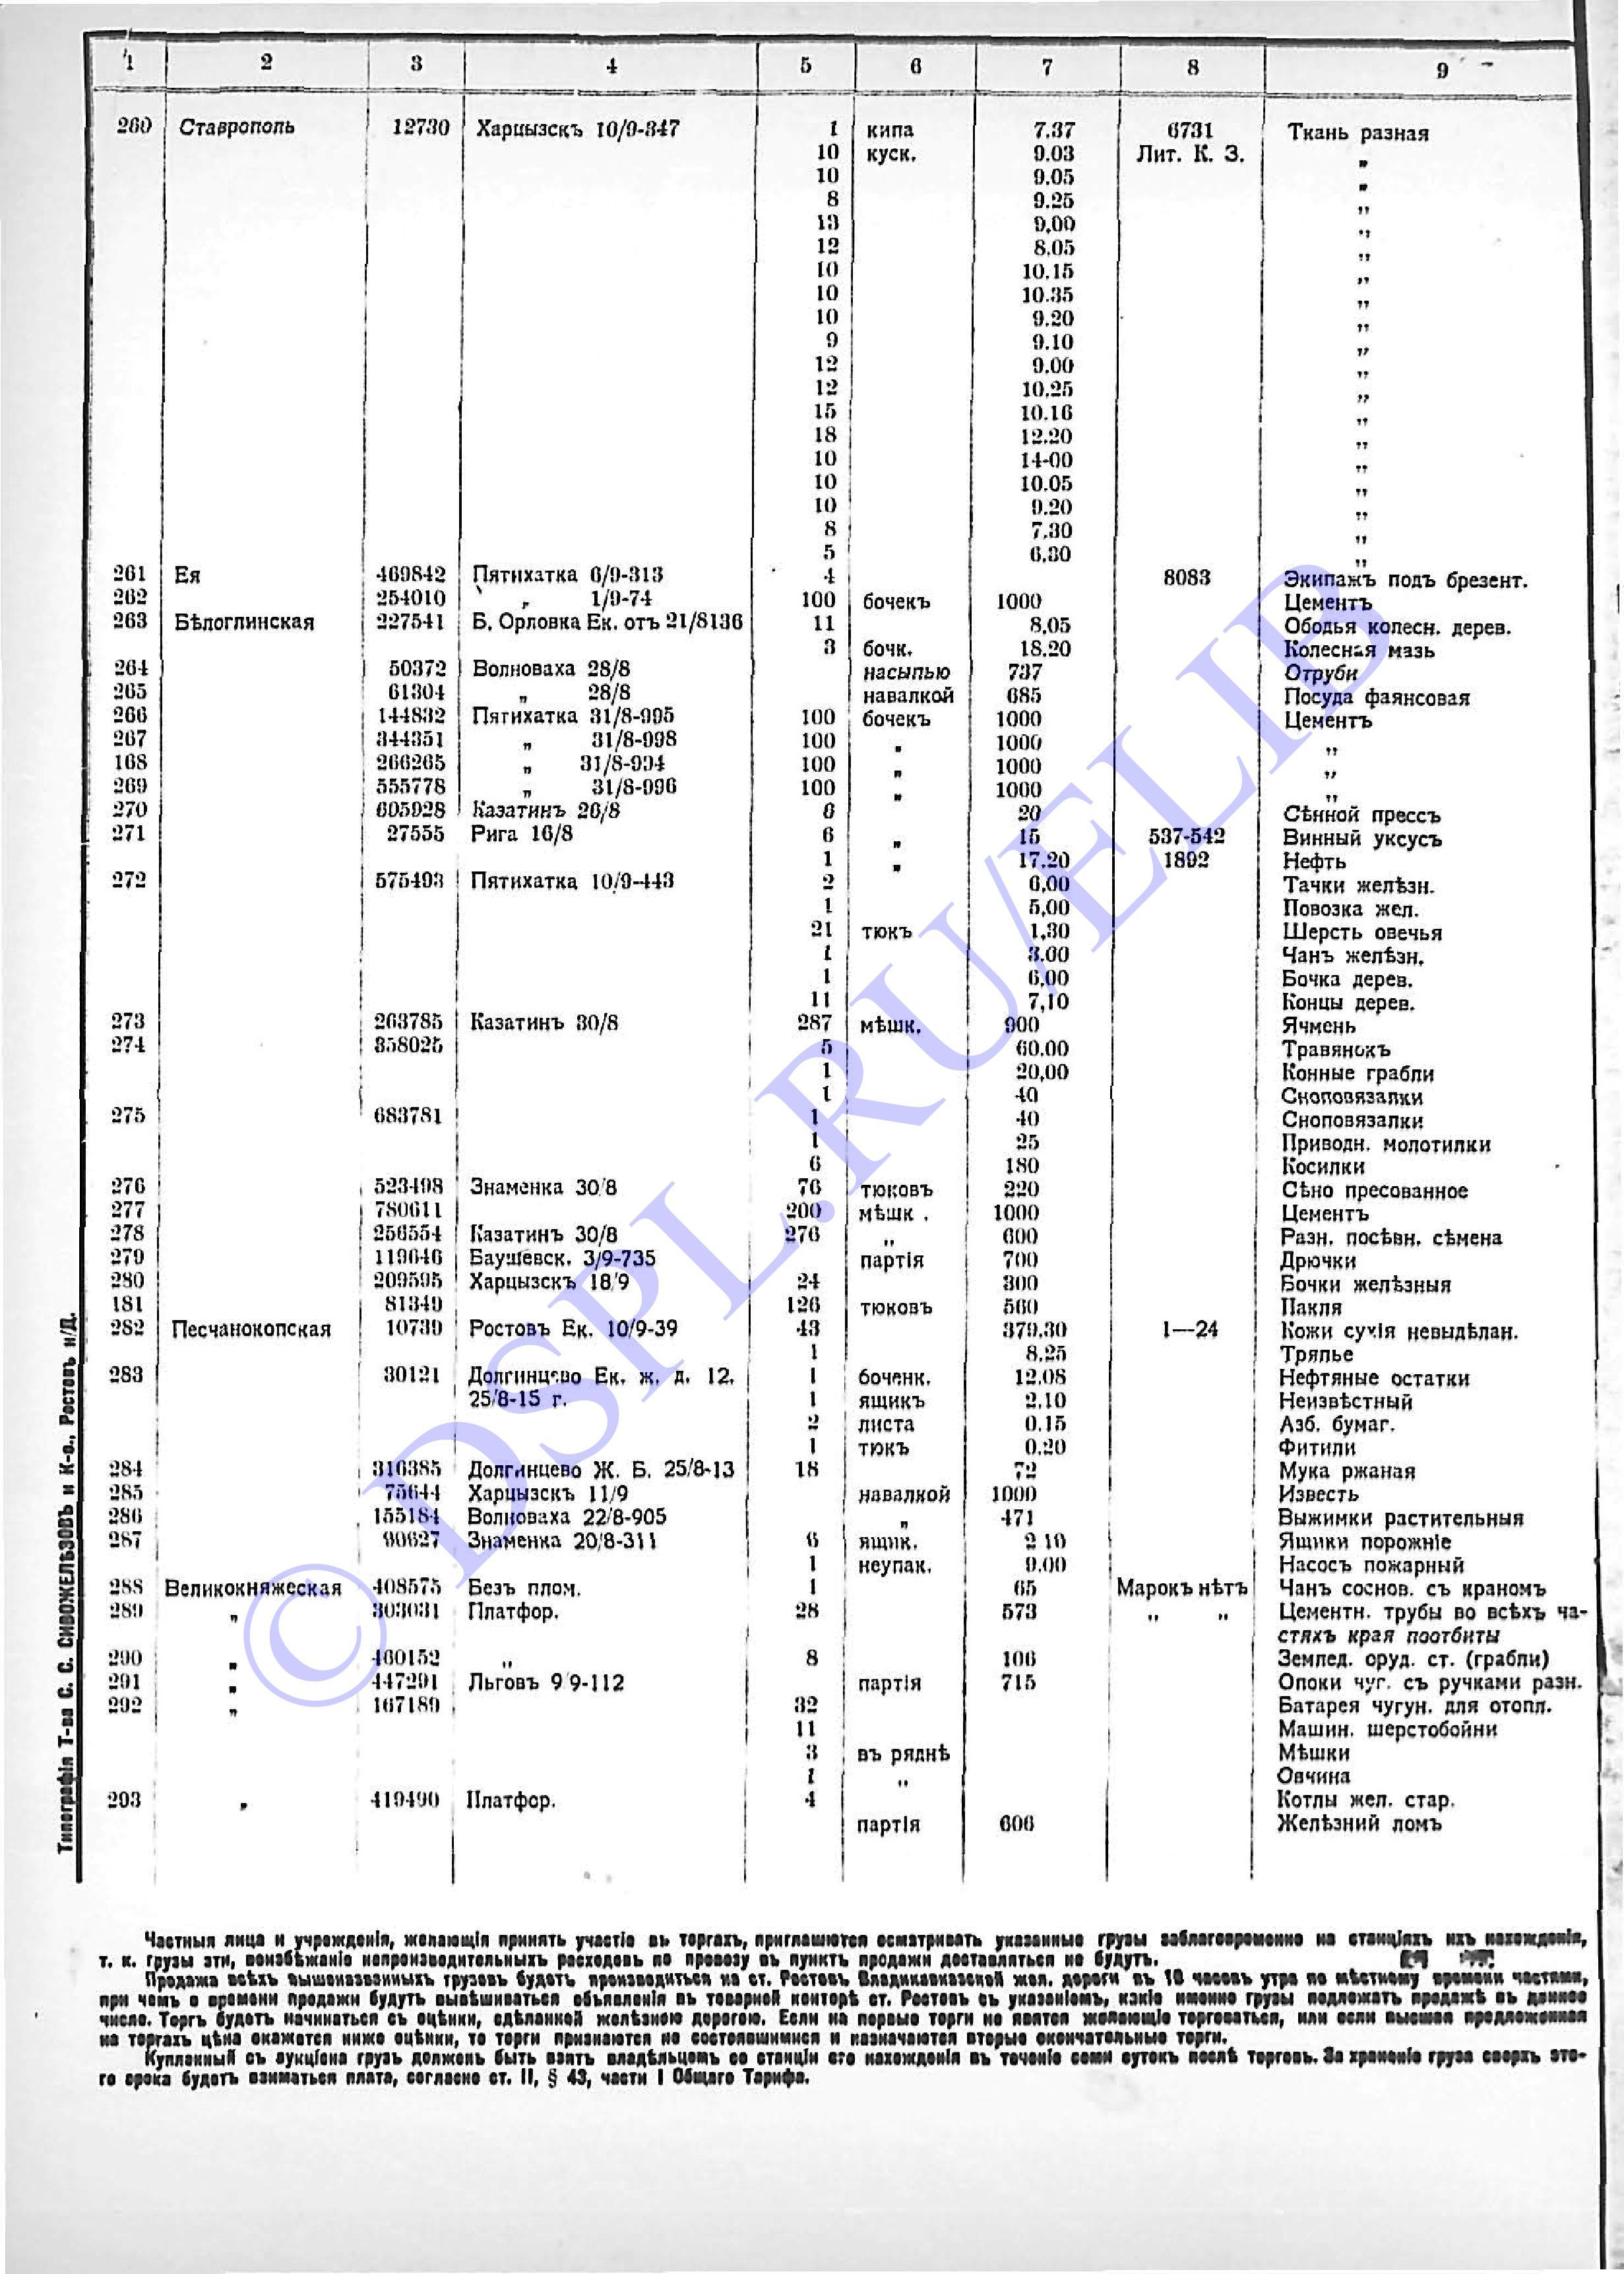 1 2 3 4 5 6 7 8 9
260 Ставрополь 12730 Харцызскъ 10/9-347 1 кипа 7.37 6731 Ткань разная
10 куск. 9.03 Лит. К. З. „
10 9.05 „
8 9.25 „
13 9,00 „
12 8.05 „
10 10.15 „
10 10.35 „
10 9.20 „
9 9.10 „
12 9.00 „
12 10.25 „
15 10.16 „
18 12.20 „
10 14-00 „
10 10.05 „
10 9.20 „
8 7.30 „
5 6.30 „
261 Ея 469842 Пятихатка 6/9-313 4 8083 Экипажъ подъ брезент.
262 254010 „ 1/9-74 100 бочекъ 1000 Цементъ
263 Бѣлоглинская 227541 Б. Орловка Ек. отъ 21/8136 11 8,05 Ободья колесн. дерев.
3 бочк. 18.20 Колесная мазь
264 50372 Волноваха 28/8 насыпью 737 Отруби
265 61304 „ 28/8 навалкой 685 Посуда фаянсовая
266 144832 Пятихатка 31/8-995 100 бочекъ 1000 Цементъ
267 344351 „ 31/8-998 100 „ 1000 „
168 266265 „ 31/8-994 100 „ 1000 „
269 555778 „ 31/8-996 100 „ 1000 „
270 605928 Казатинъ 26/8 6 20 Сѣнной прессъ
271 27555 Рига 16/8 6 „ 15 537-542 Винный уксусъ
1 „ 17.20 1892 Нефть
272 575493 Пятихатка 10/9-443 2 6,00 Тачки желѣзн.
1 5,00 Повозка жел.
21 тюкъ 1,30 Шерсть овечья
1 3.00 Чанъ желѣзн.
1 6,00 Бочка дерев.
11 7,10 Концы дерев.
273 263785 Казатинъ 30/8 287 мѣшк. 900 Ячмень
274 358025 5 60.00 Травянокъ
1 20,00 Конные грабли
1 40 Сноповязалки
275 683781 1 40 Сноповязалки
1 25 Приводн. молотилки
6 180 Косилки
276 523498 Знаменка 30/8 76 тюковъ 220 Сѣно пресованное
277 780611 200 мѣшк . 1000 Цементъ
278 256554 Казатинъ 30/8 276 „ 600 Разн. посѣвн. сѣмена
279 119646 Баушевск. 3/9-735 партія 700 Дрючки
280 209595 Харцызскъ 18/9 24 300 Бочки желѣзныя
181 81349 126 тюковъ 560 Пакля
282 Песчанокопская 10739 Ростовъ Ек. 10/9-39 43 379.30 1—24 Кожи сухія невыдѣлан.
1 8.25 Тряпье
283 30121 Долгинцево Ек. ж. д. 12. 1 боченк. 12,08 Нефтяные остатки
25/8-15 г. 1 ящикъ 2.10 Неизвѣстный
2 листа 0.15 Азб. бумаг.
1 тюкъ 0.20 Фитили
284 316385 Долгинцево Ж. Б. 25/8-13 18 72 Мука ржаная
285 75644 Харцызскъ 11/9 навалкой 1000 Известь
286 155184 Волноваха 22/8-905 „ 471 Выжимки растительныя
287 90627 Знаменка 20/8-311 6 ящик. 2 10 Ящики порожніе
1 неупак. 9.00 Насосъ пожарный
288 Великокняжеская 408575 Безъ плом. 1 65 Марокъ нѣтъ Чанъ соснов. съ краномъ
289 „ 303031 Платфор. 28 573 „ „ Цементн. трубы во всѣхъ ча-
стяхъ края поотбиты
290 „ 460152 „ 8 106 Землед. оруд. ст. (грабли)
291 „ 447291 Льговъ 9/9-112 партія 715 Опоки чуг. съ ручками разн.
292 „ 167189 32 Батарея чугун. для отопл.
11 Машин. шерстобойни
3 въ ряднѣ Мѣшки
1 „ Овчина
293 „ 419490 Платфор. 4 Котлы жел. стар.
партія 606 Желѣзний ломъ
Частныя лица и учрежденія, желающія принять участіе въ торгахъ, приглашаются осматривать указанные грузы заблаговременно на станціяхъ ихъ нахожденія,
т. к. грузы эти, воизбѣжаніе непроизводительныхъ расходовъ по провозу въ пунктъ продажи доставляться не будутъ.
Продажа всѣхъ вышеназванныхъ грузовъ будетъ производиться на ст. Ростовъ Владикавказской жел. дороги въ 10 часовъ утра по мѣстному времени частями,
при чемъ о времени продажи будутъ вывѣшиваться объявленія въ товарной конторѣ ст. Ростовъ съ указаніемъ, какіе именно грузы подлежатъ продажѣ въ данное
число. Торгъ будетъ начинаться съ оцѣнки, сдѣланной желѣзною дорогою. Если на первые торги не явятся желающіе торговаться, или если высшая предложенная
на торгахъ цѣна окажется ниже оцѣнки, то торги признаются не состоявшимися и назначаются вторые окончательные торги.
Купленный съ аукціона грузъ долженъ быть взятъ владѣльцемъ со станціи его нахожденія въ теченіе семи сутокъ послѣ торговъ. За храненіе груза сверхъ это-
го срока будетъ взиматься плата, согласно ст. II, § 43, части I Общаго Тарифа.
Типографія Т-ва С. С. СИВОЖЕЛѢЗОВЪ и К-о., Ростовъ н/Д.
© DSPL.RU/ELIB